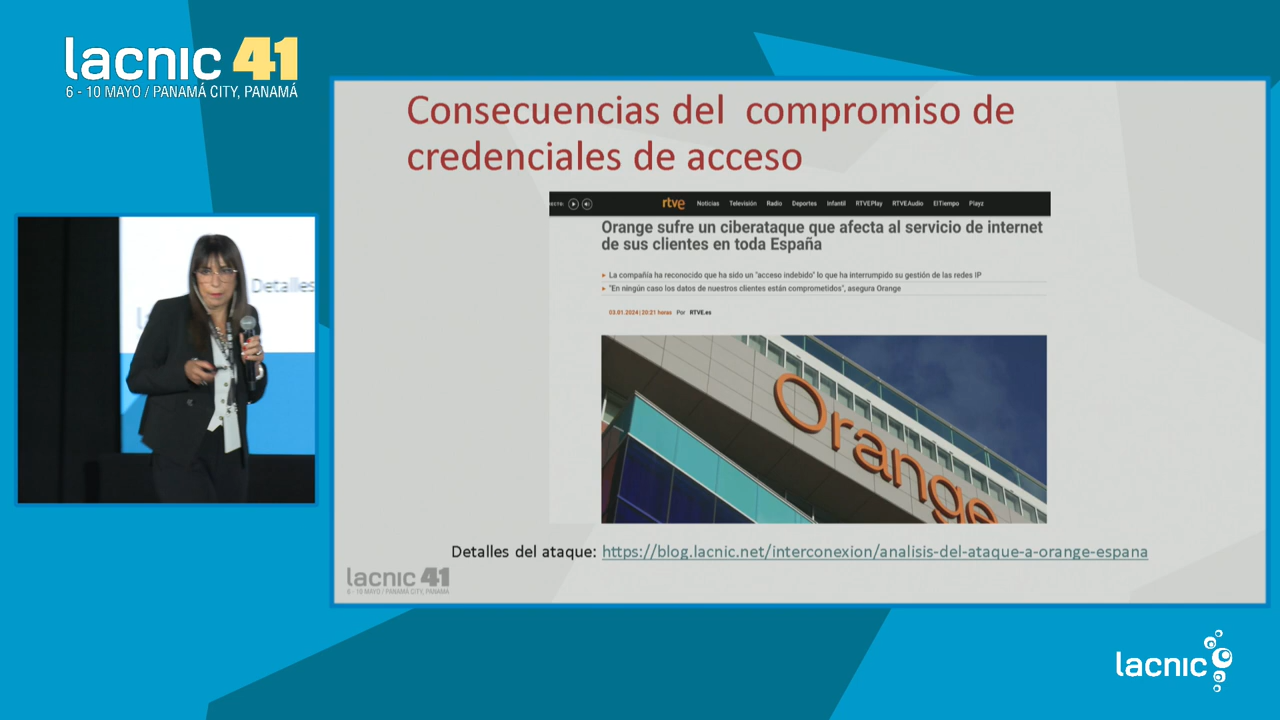 lacnic 41
6 - 10 MAYO / PANAMÁ CITY, PANAMÁ
Consecuencias del compromiso de
credenciales de acceso
rtve Noticias Televisión Radio Deportes Infantil RTVEPlay RTVEAudio ElTiempo Playz
Orange sufre un ciberataque que afecta al servicio de internet
de sus clientes en toda España
La compañía ha reconocido que ha sido un "acceso indebido" lo que ha interrumpido su gestión de las redes IP
"En ningún caso los datos de nuestros clientes están comprometidos", asegura Orange
03.01.2024 | 20:21 horas Por RTVE.es
Detalles
Orange
Detalles del ataque: https://blog.lacnic.net/interconexion/analisis-del-ataque-a-orange-espana
lacnic 41
6 - 10 MAYO / PANAMÁ CITY, PANAMÁ
lacnic